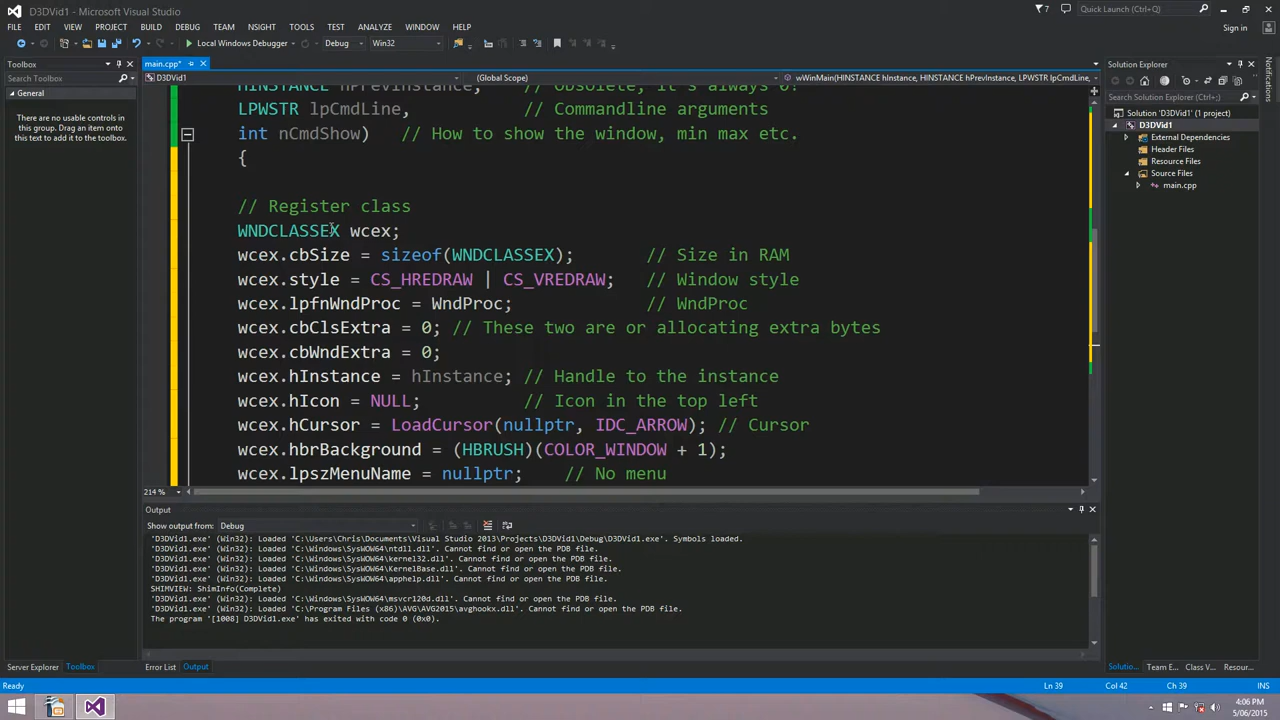 D3DVid1 - Microsoft Visual Studio
7
Quick Launch (Ctrl+Q)
FILE EDIT VIEW PROJECT BUILD DEBUG TEAM NSIGHT TOOLS TEST ANALYZE WINDOW HELP
Sign in
Local Windows Debugger Debug Win32
Toolbox
Search Toolbox
General
There are no usable controls in
this group. Drag an item onto
this text to add it to the toolbox.
main.cpp*
D3DVid1
(Global Scope)
wWinMain(HINSTANCE hInstance, HINSTANCE hPrevInstance, LPWSTR lpCmdLine,
HINSTANCE hPrevInstance, // Obsolete, it's always 0!
LPWSTR lpCmdLine, // Commandline arguments
int nCmdShow) // How to show the window, min max etc.
{
// Register class
WNDCLASSEX wcex;
wcex.cbSize = sizeof(WNDCLASSEX); // Size in RAM
wcex.style = CS_HREDRAW | CS_VREDRAW; // Window style
wcex.lpfnWndProc = WndProc; // WndProc
wcex.cbClsExtra = 0; // These two are or allocating extra bytes
wcex.cbWndExtra = 0;
wcex.hInstance = hInstance; // Handle to the instance
wcex.hIcon = NULL; // Icon in the top left
wcex.hCursor = LoadCursor(nullptr, IDC_ARROW); // Cursor
wcex.hbrBackground = (HBRUSH)(COLOR_WINDOW + 1);
wcex.lpszMenuName = nullptr; // No menu
214 %
Output
Show output from: Debug
'D3DVid1.exe' (Win32): Loaded 'C:\Users\Chris\Documents\Visual Studio 2013\Projects\D3DVid1\Debug\D3DVid1.exe'. Symbols loaded.
'D3DVid1.exe' (Win32): Loaded 'C:\Windows\SysWOW64\ntdll.dll'. Cannot find or open the PDB file.
'D3DVid1.exe' (Win32): Loaded 'C:\Windows\SysWOW64\kernel32.dll'. Cannot find or open the PDB file.
'D3DVid1.exe' (Win32): Loaded 'C:\Windows\SysWOW64\KernelBase.dll'. Cannot find or open the PDB file.
'D3DVid1.exe' (Win32): Loaded 'C:\Windows\SysWOW64\apphelp.dll'. Cannot find or open the PDB file.
SHIMVIEW: ShimInfo(Complete)
'D3DVid1.exe' (Win32): Loaded 'C:\Windows\SysWOW64\msvcr120d.dll'. Cannot find or open the PDB file.
'D3DVid1.exe' (Win32): Loaded 'C:\Program Files (x86)\AVG\AVG2015\avghookx.dll'. Cannot find or open the PDB file.
The program '[1008] D3DVid1.exe' has exited with code 0 (0x0).
Solution Explorer
Search Solution Explorer (Ctrl+;)
Solution 'D3DVid1' (1 project)
D3DVid1
External Dependencies
Header Files
Resource Files
Source Files
main.cpp
Notifications
Server Explorer Toolbox
Error List Output
Solutio... Team E... Class V... Resour...
Ready
Ln 39 Col 42 Ch 39 INS
4:06 PM
5/06/2015